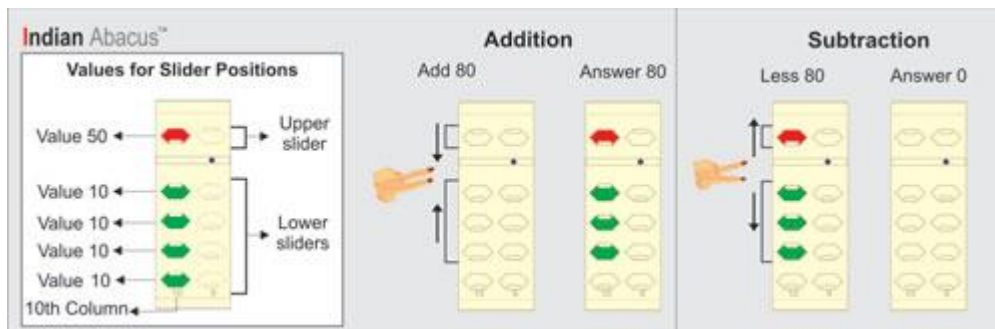 Indian Abacus™
Values for Slider Positions
Value 50
Upper
slider
Value 10
Value 10
Value 10
Value 10
Lower
sliders
10th Column
Addition
Add 80
Answer 80
Subtraction
Less 80
Answer 0